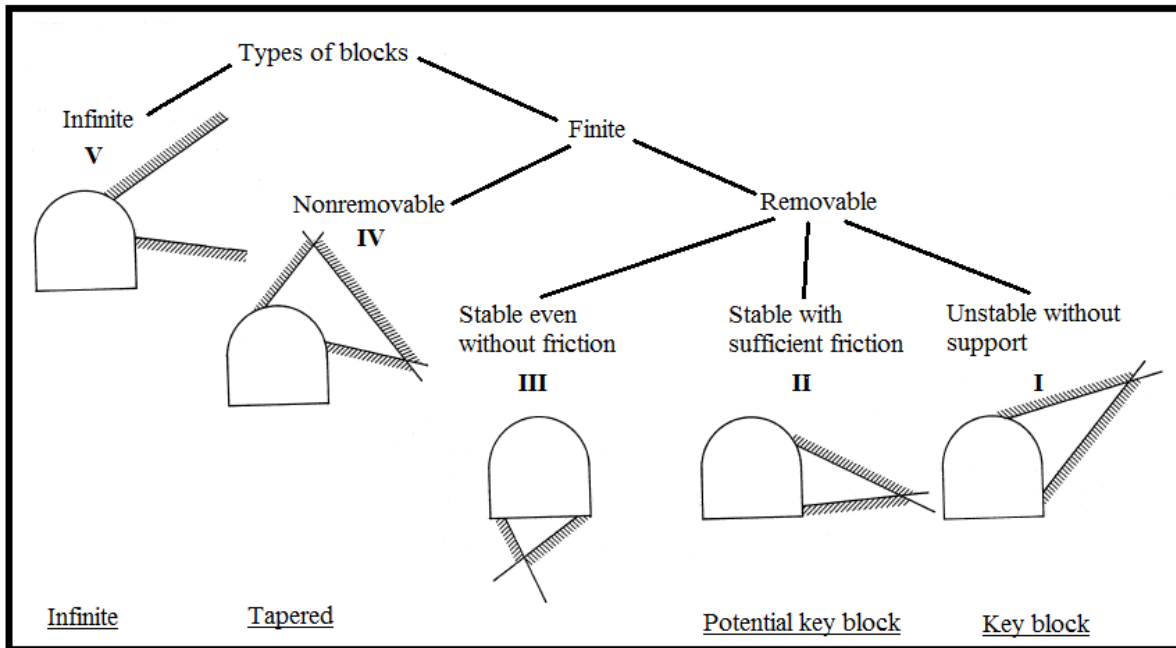 Types of blocks
Infinite
V
Finite
Nonremovable
IV
Removable
Stable even
without friction
III
Stable with
sufficient friction
II
Unstable without
support
I
Infinite
Tapered
Potential key block
Key block